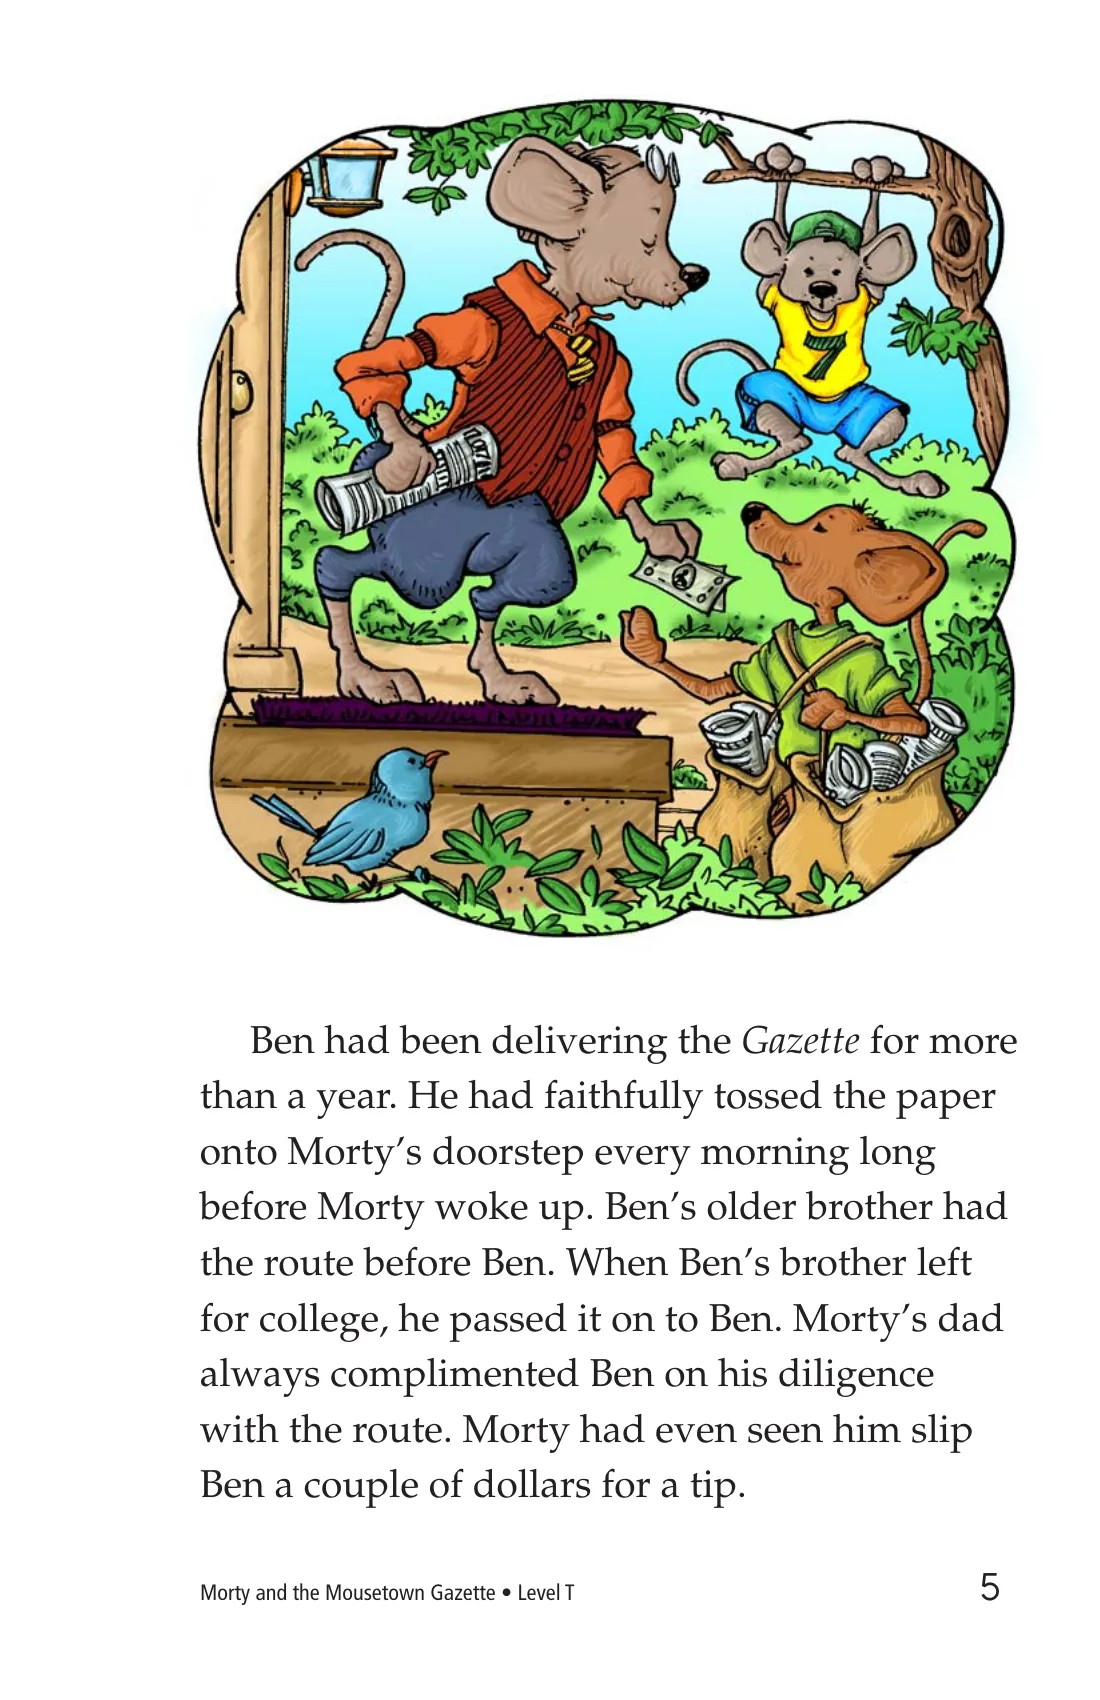 7
Ben had been delivering the Gazette for more
than a year. He had faithfully tossed the paper
onto Morty’s doorstep every morning long
before Morty woke up. Ben’s older brother had
the route before Ben. When Ben’s brother left
for college, he passed it on to Ben. Morty’s dad
always complimented Ben on his diligence
with the route. Morty had even seen him slip
Ben a couple of dollars for a tip.
Morty and the Mousetown Gazette • Level T
5